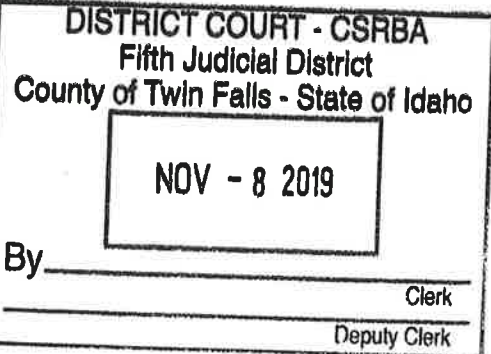 DISTRICT COURT - CSRBA
Fifth Judicial District
County of Twin Falls - State of Idaho
NOV - 8 2019
By
Clerk
Deputy Clerk